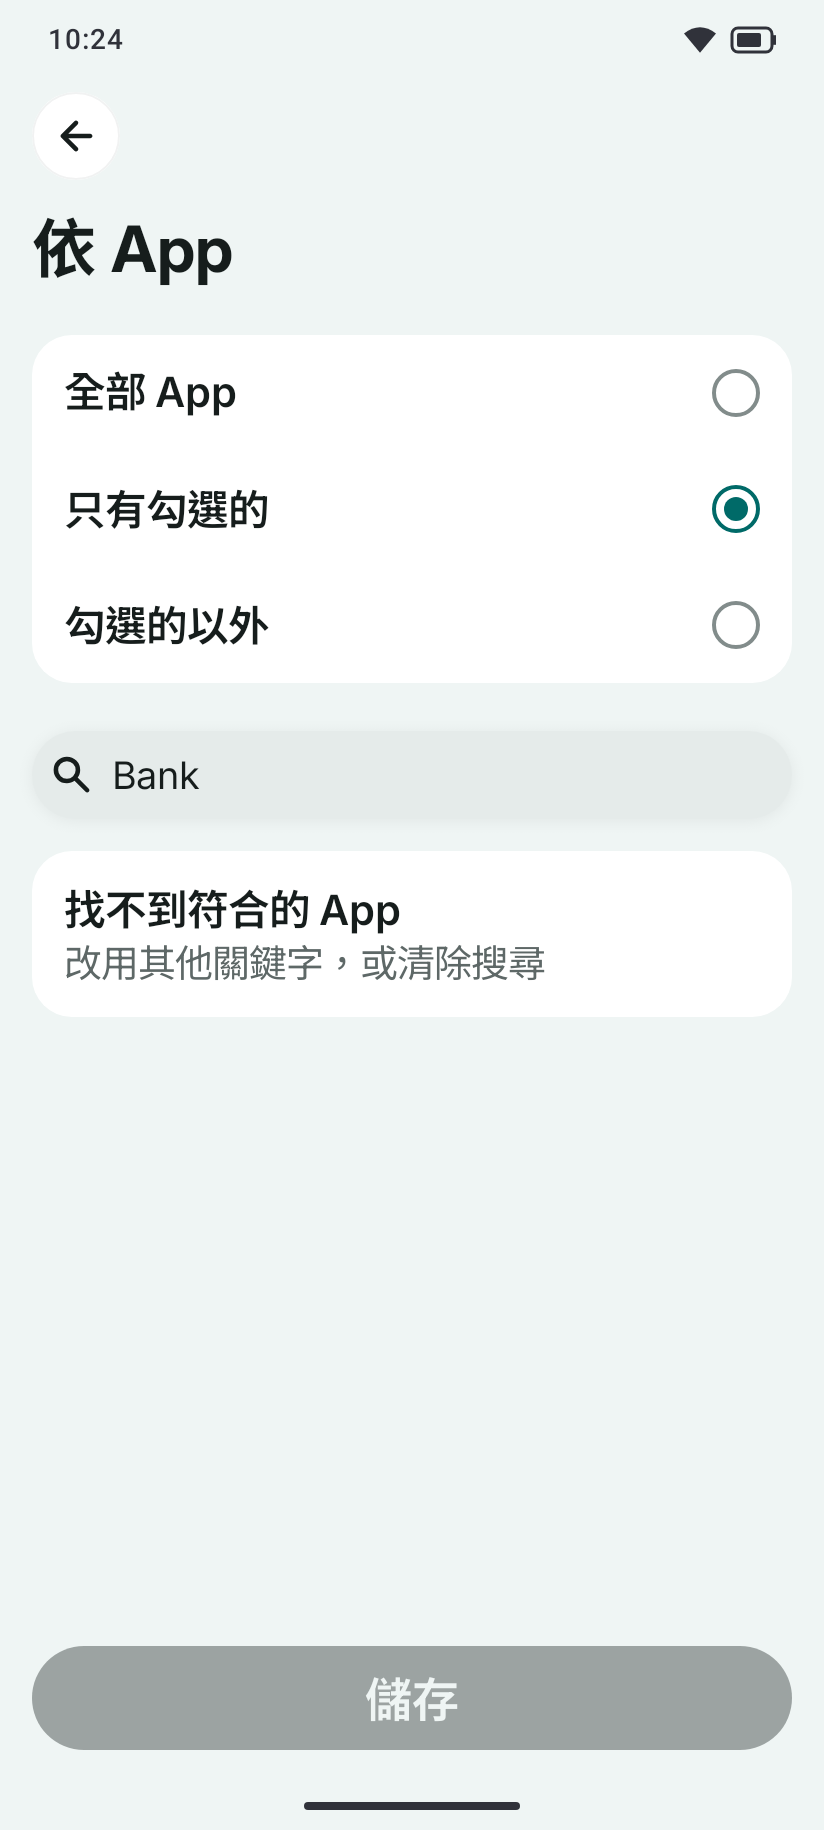 10:24
依 App
全部 App
只有勾選的
勾選的以外
Bank
找不到符合的 App
改用其他關鍵字，或清除搜尋
儲存